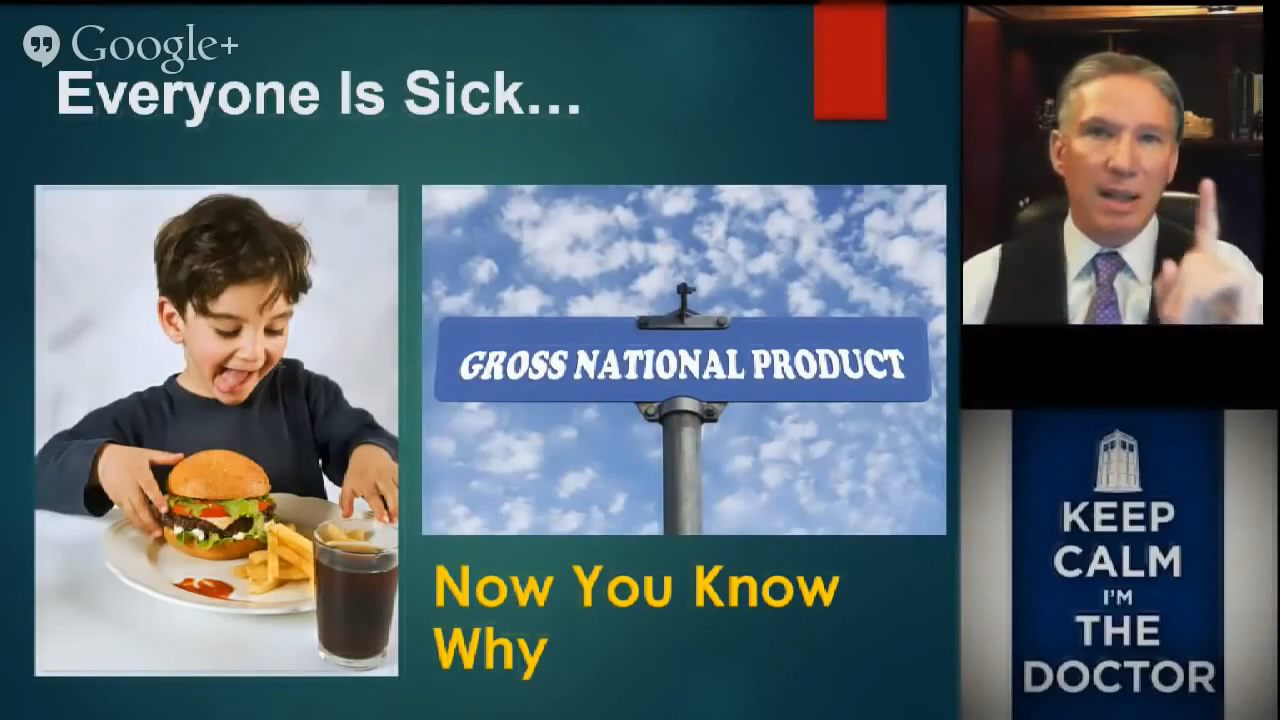 Google+
Everyone Is Sick...
GROSS NATIONAL PRODUCT
Now You Know
Why
KEEP
CALM
I'M
THE
DOCTOR